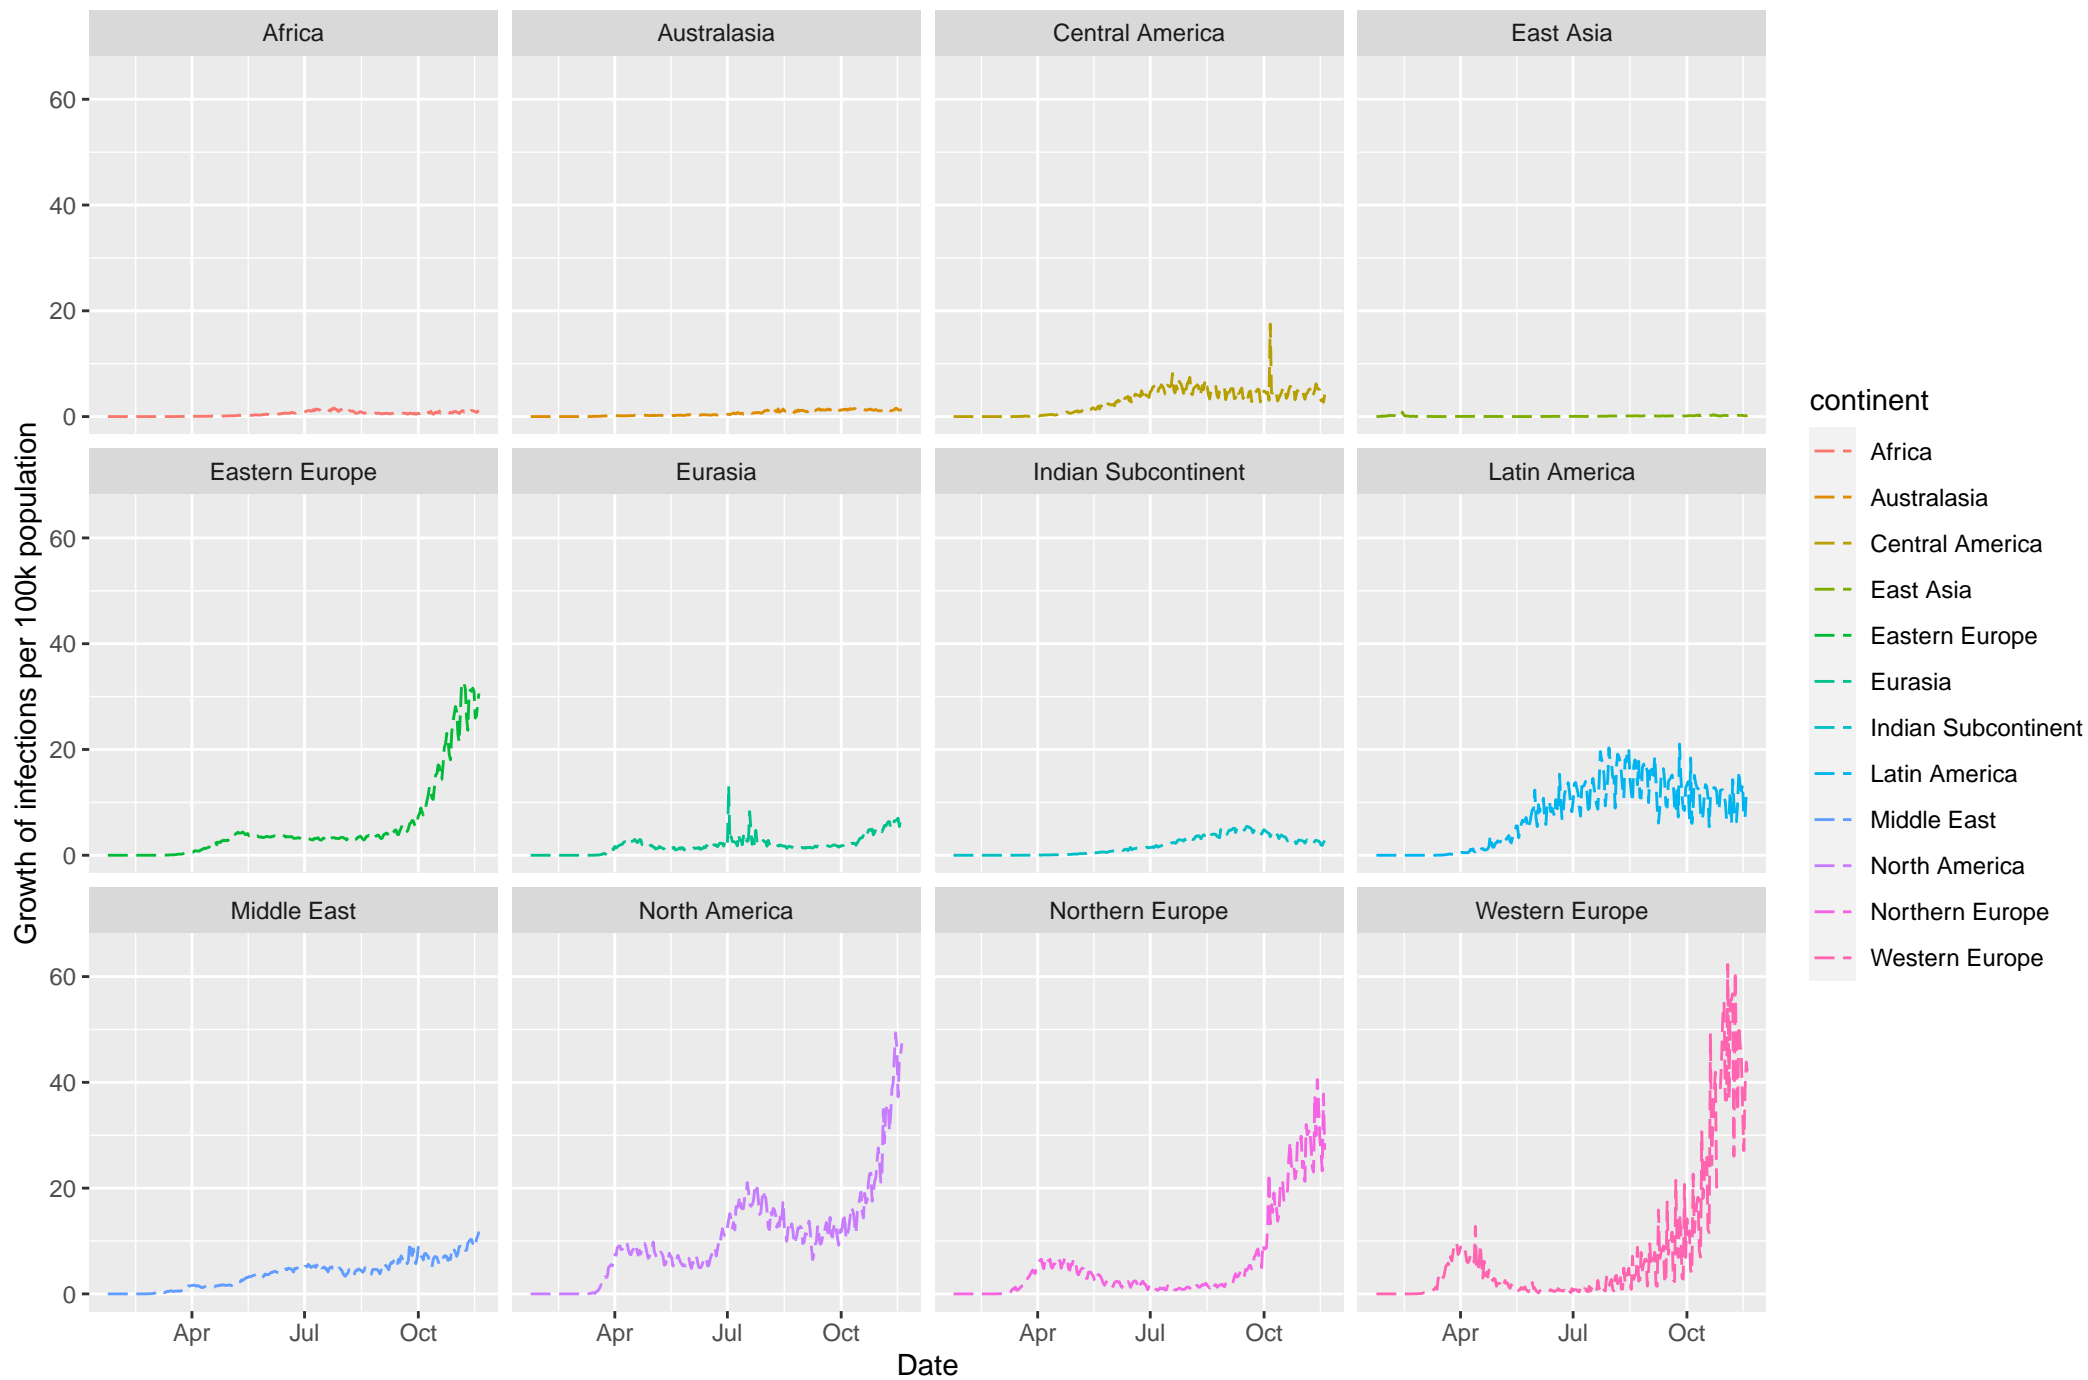 Africa
Australasia
Central America
East Asia
60
40
20
0
Eastern Europe
Eurasia
Indian Subcontinent
Latin America
60
40
20
0
Middle East
North America
Northern Europe
Western Europe
60
40
20
0
Apr Jul Oct
Apr Jul Oct
Apr Jul Oct
Apr Jul Oct
Date
Growth of infections per 100k population
continent
Africa
Australasia
Central America
East Asia
Eastern Europe
Eurasia
Indian Subcontinent
Latin America
Middle East
North America
Northern Europe
Western Europe